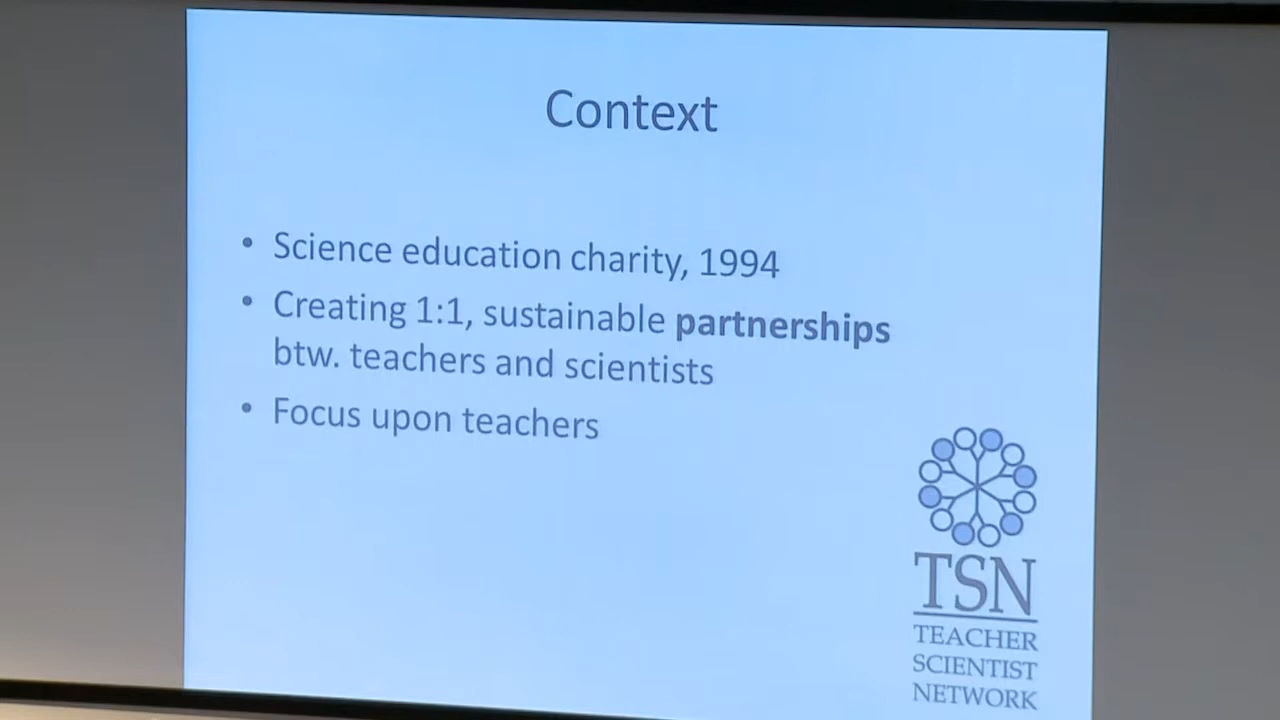 Context
• Science education charity, 1994
• Creating 1:1, sustainable partnerships
btw. teachers and scientists
• Focus upon teachers
TSN
TEACHER
SCIENTIST
NETWORK